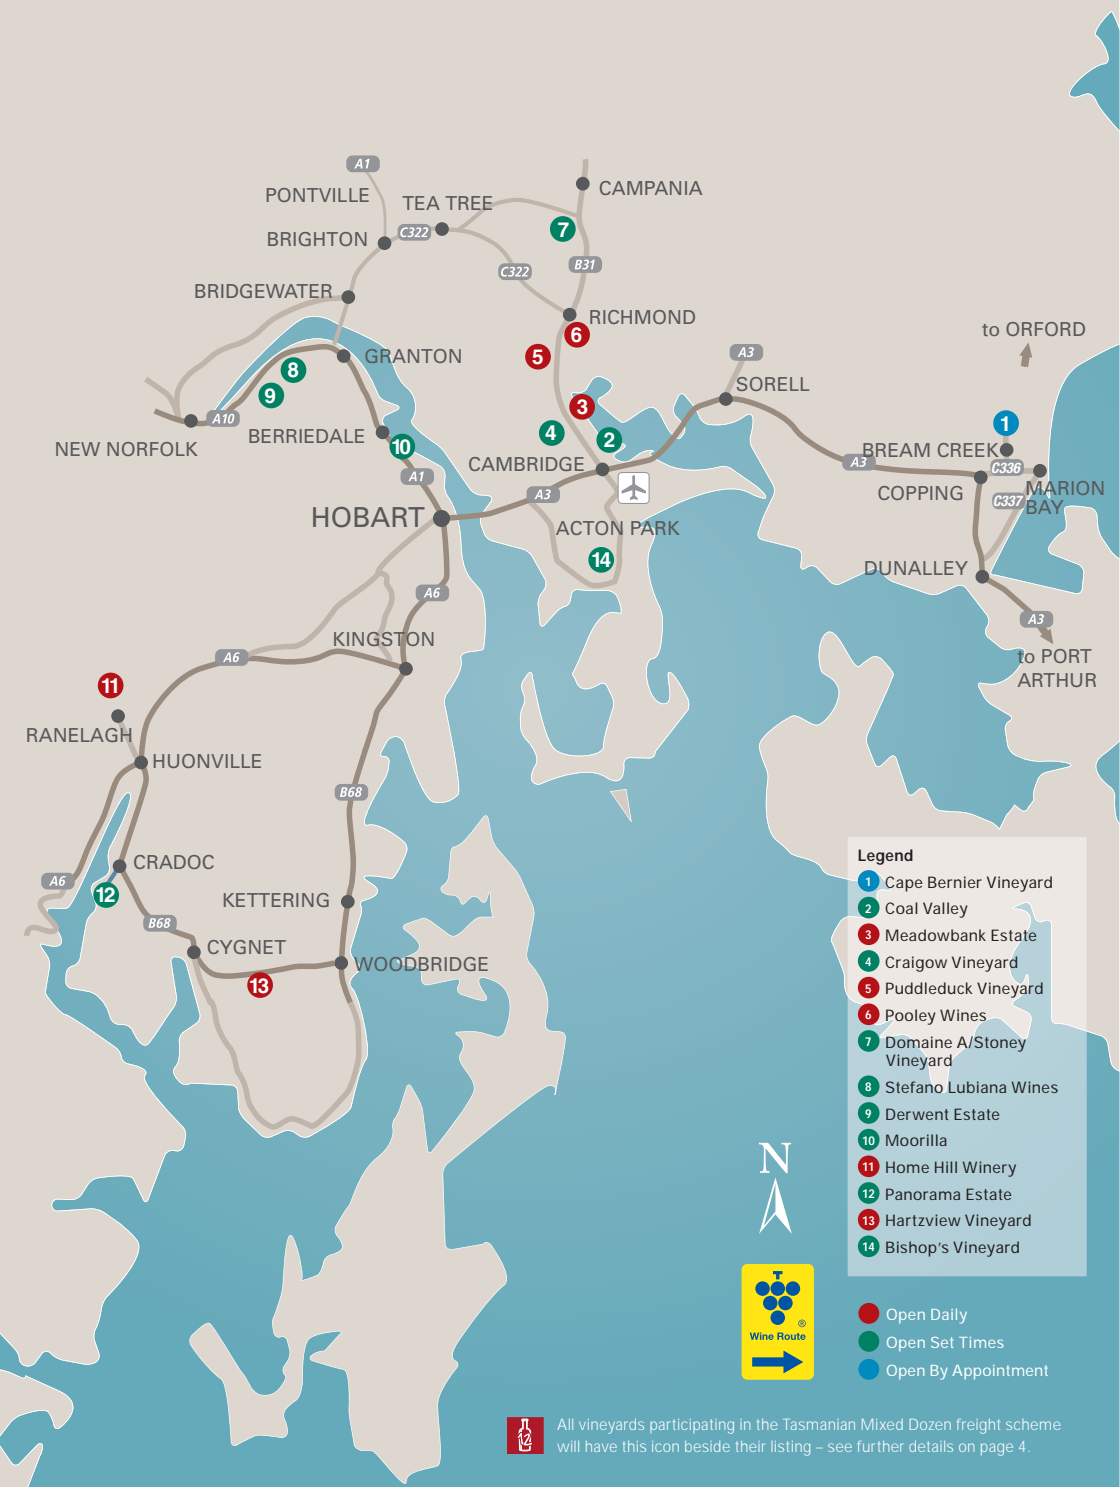 A1
PONTVILLE
TEA TREE
CAMPANIA
C322
BRIGHTON
7
C322
B31
BRIDGEWATER
RICHMOND
6
to ORFORD
5
GRANTON
A3
8
SORELL
9
3
A10
1
BERRIEDALE
4
2
NEW NORFOLK
10
BREAM CREEK
A3
CAMBRIDGE
C336
A1
COPPING
MARION
BAY
A3
C337
HOBART
ACTON PARK
14
DUNALLEY
A6
A3
KINGSTON
A6
to PORT
ARTHUR
11
RANELAGH
HUONVILLE
B68
CRADOC
A6
12
KETTERING
B68
CYGNET
WOODBRIDGE
13
Legend
1 Cape Bernier Vineyard
2 Coal Valley
3 Meadowbank Estate
4 Craigow Vineyard
5 Puddleduck Vineyard
6 Pooley Wines
7 Domaine A/Stoney
Vineyard
8 Stefano Lubiana Wines
9 Derwent Estate
10 Moorilla
11 Home Hill Winery
12 Panorama Estate
13 Hartzview Vineyard
14 Bishop's Vineyard
N
®
Wine Route
Open Daily
Open Set Times
Open By Appointment
12
All vineyards participating in the Tasmanian Mixed Dozen freight scheme
will have this icon beside their listing – see further details on page 4.